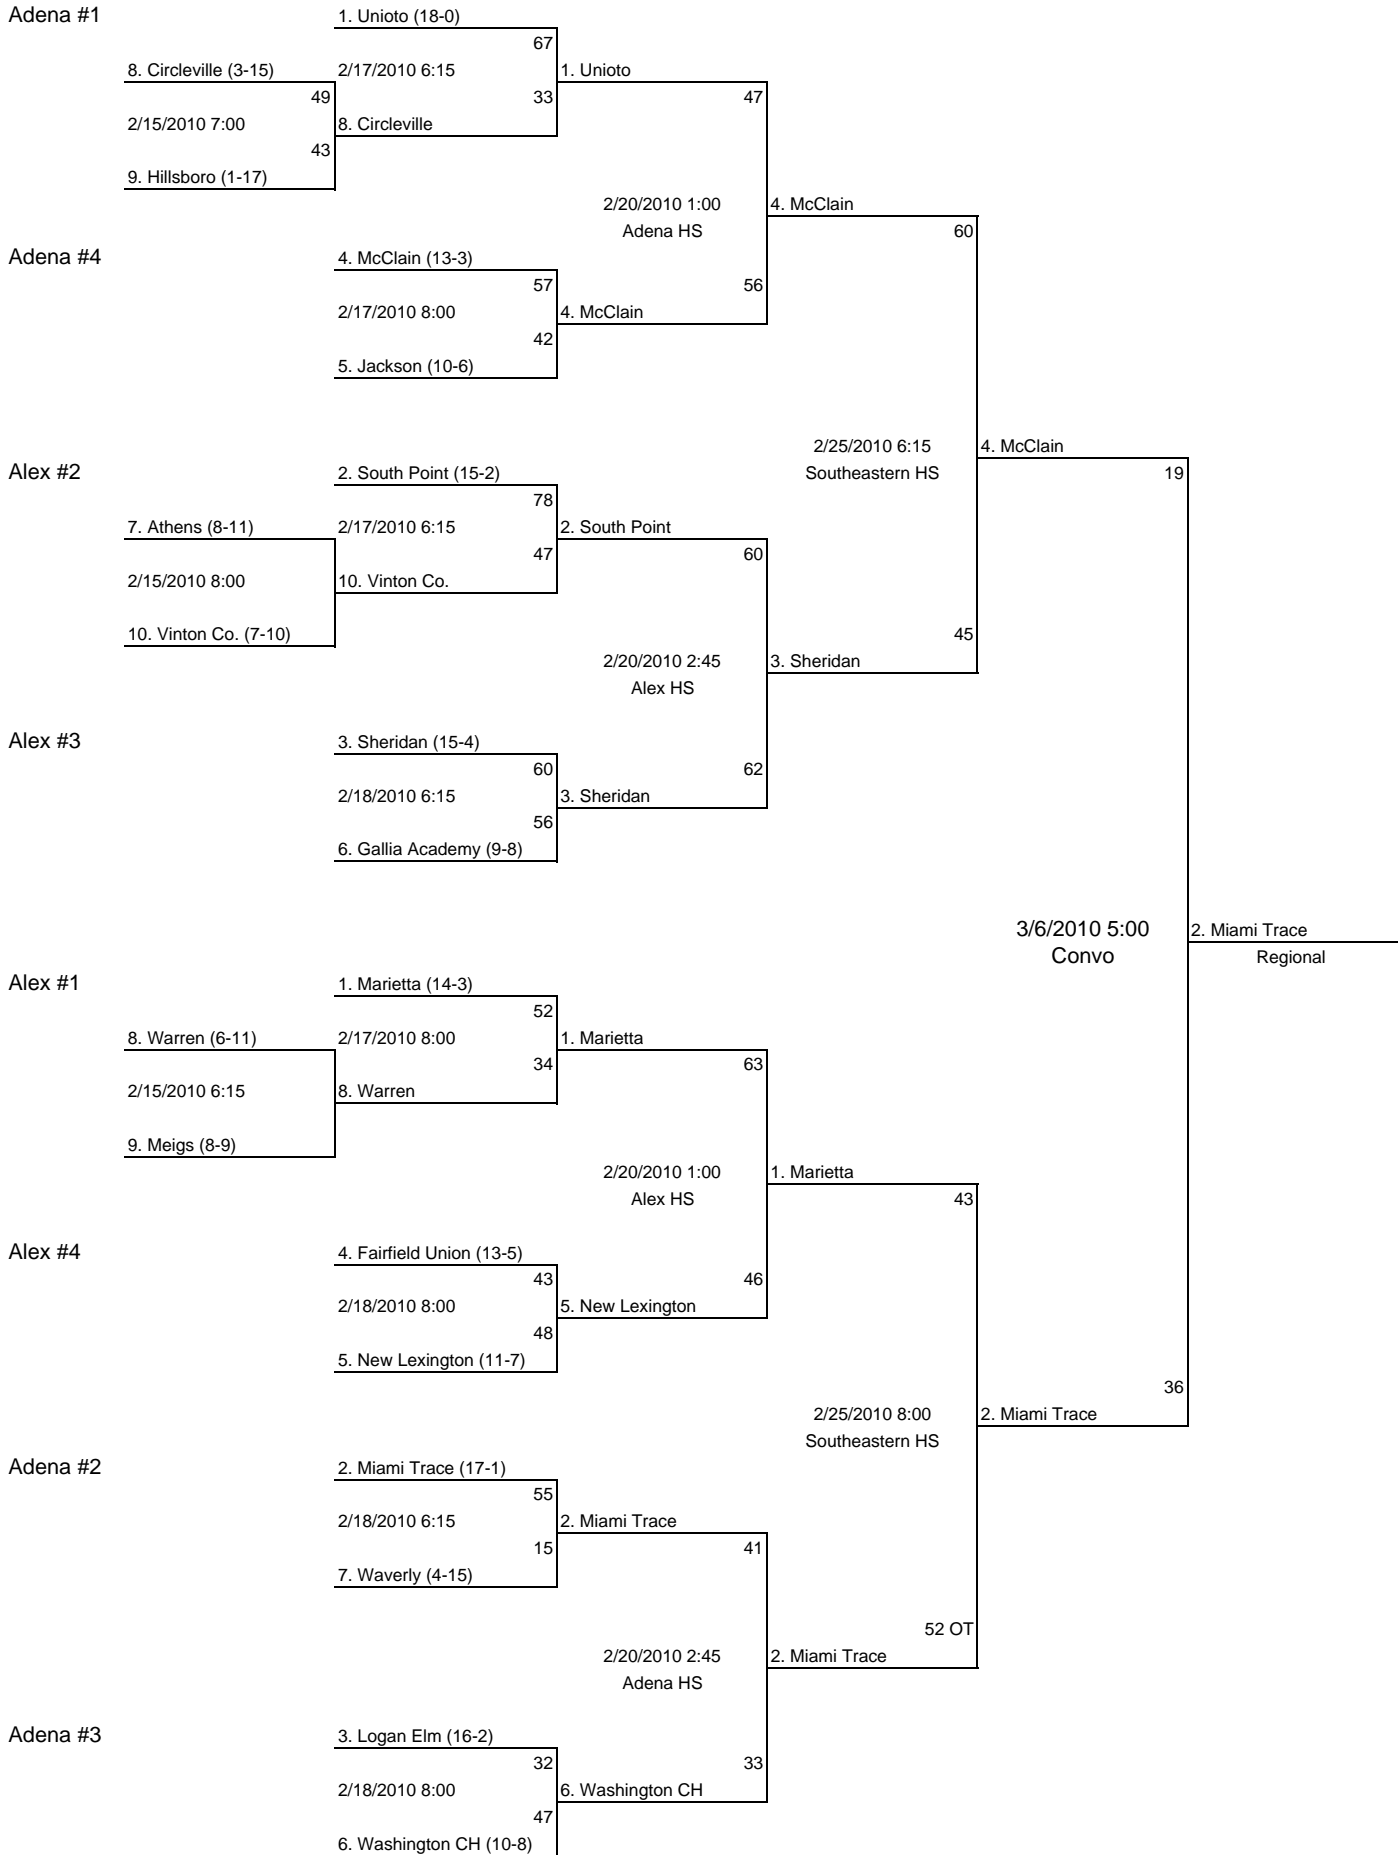 Adena #1
1. Unioto (18-0)
67
8. Circleville (3-15)
2/17/2010 6:15
1. Unioto
49
33
47
2/15/2010 7:00
8. Circleville
43
9. Hillsboro (1-17)
2/20/2010 1:00
4. McClain
Adena HS
60
Adena #4
4. McClain (13-3)
57
56
2/17/2010 8:00
4. McClain
42
5. Jackson (10-6)
2/25/2010 6:15
4. McClain
Alex #2
2. South Point (15-2)
Southeastern HS
19
78
7. Athens (8-11)
2/17/2010 6:15
2. South Point
47
60
2/15/2010 8:00
10. Vinton Co.
10. Vinton Co. (7-10)
45
2/20/2010 2:45
3. Sheridan
Alex HS
Alex #3
3. Sheridan (15-4)
60
62
2/18/2010 6:15
3. Sheridan
56
6. Gallia Academy (9-8)
3/6/2010 5:00
2. Miami Trace
Convo
Regional
Alex #1
1. Marietta (14-3)
52
8. Warren (6-11)
2/17/2010 8:00
1. Marietta
34
63
2/15/2010 6:15
8. Warren
9. Meigs (8-9)
2/20/2010 1:00
1. Marietta
Alex HS
43
Alex #4
4. Fairfield Union (13-5)
43
46
2/18/2010 8:00
5. New Lexington
48
5. New Lexington (11-7)
36
2/25/2010 8:00
2. Miami Trace
Southeastern HS
Adena #2
2. Miami Trace (17-1)
55
2/18/2010 6:15
2. Miami Trace
15
41
7. Waverly (4-15)
52 OT
2/20/2010 2:45
2. Miami Trace
Adena HS
Adena #3
3. Logan Elm (16-2)
32
33
2/18/2010 8:00
6. Washington CH
47
6. Washington CH (10-8)